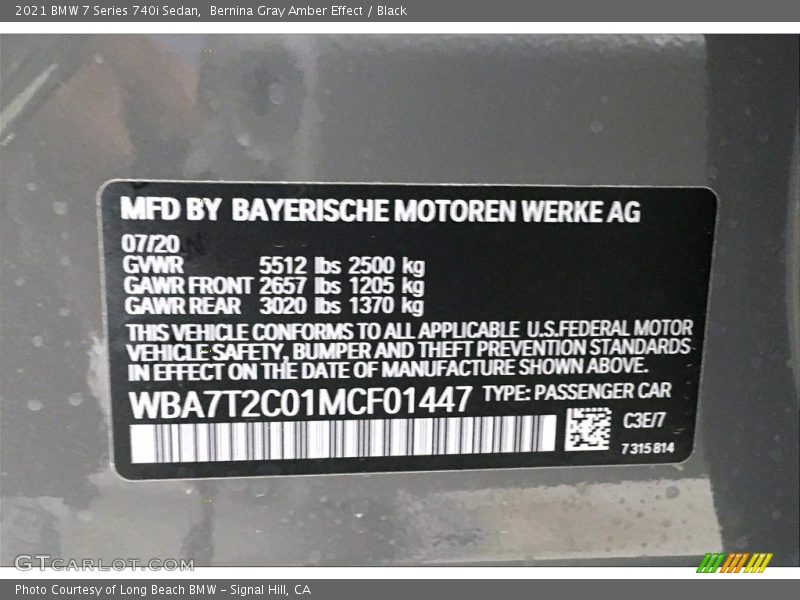 2021 BMW 7 Series 740i Sedan, Bernina Gray Amber Effect / Black
MFD BY BAYERISCHE MOTOREN WERKE AG
07/20
GVWR 5512 lbs 2500 kg
GAWR FRONT 2657 lbs 1205 kg
GAWR REAR 3020 lbs 1370 kg
THIS VEHICLE CONFORMS TO ALL APPLICABLE U.S.FEDERAL MOTOR
VEHICLE SAFETY, BUMPER AND THEFT PREVENTION STANDARDS
IN EFFECT ON THE DATE OF MANUFACTURE SHOWN ABOVE.
WBA7T2C01MCF01447 TYPE: PASSENGER CAR
C3E/7
7315814
GTCARLOT.COM
Photo Courtesy of Long Beach BMW - Signal Hill, CA